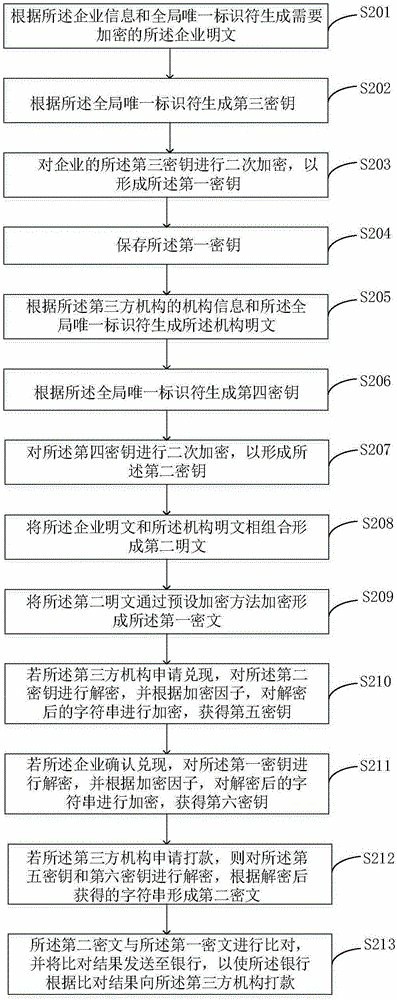 根据所述企业信息和全局唯一标识符生成需要
加密的所述企业明文
S201
根据所述全局唯一标识符生成第三密钥
S202
对企业的所述第三密钥进行二次加密，以
形成所述第一密钥
S203
保存所述第一密钥
S204
根据所述第三方机构的机构信息和所述全
局唯一标识符生成所述机构明文
S205
根据所述全局唯一标识符生成第四密钥
S206
对所述第四密钥进行二次加密，以形成所
述第二密钥
S207
将所述企业明文和所述机构明文相组合形
成第二明文
S208
将所述第二明文通过预设加密方法加密形
成所述第一密文
S209
若所述第三方机构申请兑现，对所述第二
密钥进行解密，并根据加密因子，对解密
后的字符串进行加密，获得第五密钥
S210
若所述企业确认兑现，对所述第一密钥进
行解密，并根据加密因子，对解密后的字
符串进行加密，获得第六密钥
S211
若所述第三方机构申请打款，则对所述第
五密钥和第六密钥进行解密，根据解密后
获得的字符串形成第二密文
S212
所述第二密文与所述第一密文进行比对，
并将比对结果发送至银行，以使所述银行
根据比对结果向所述第三方机构打款
S213